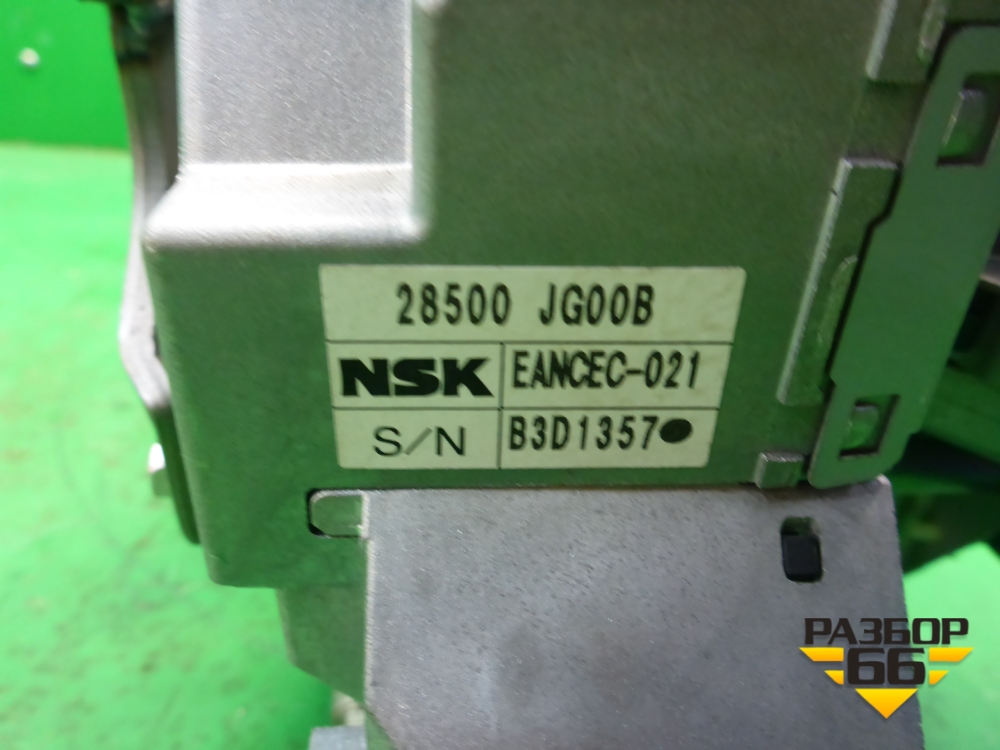 28500 JG00B
NSK EANCEC-021
S/N B3D1357●
РАЗБОР
66